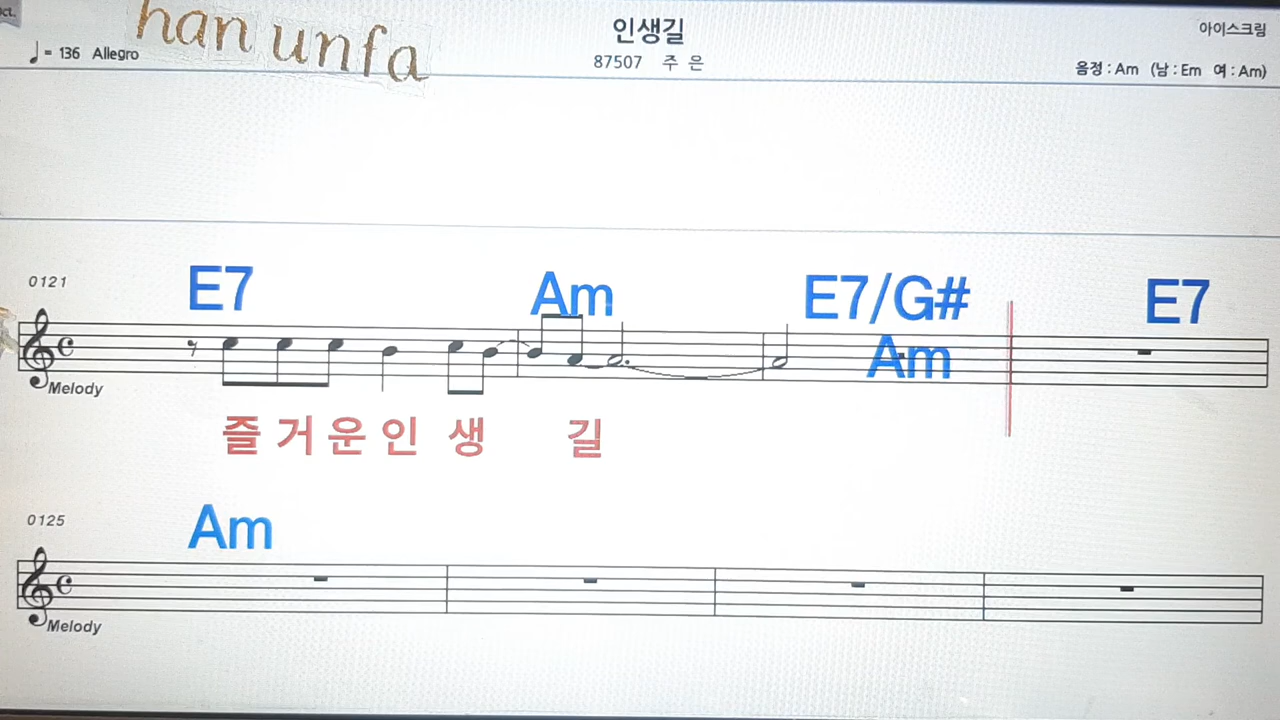 ct.
han unfa
인생길
아이스크림
♩= 136 Allegro
87507 주 은
음정 : Am (남 : Em 여 : Am)
0121
E7 Am E7/G# E7
Am
Melody
즐 거 운 인 생 길
0125
Am
Melody